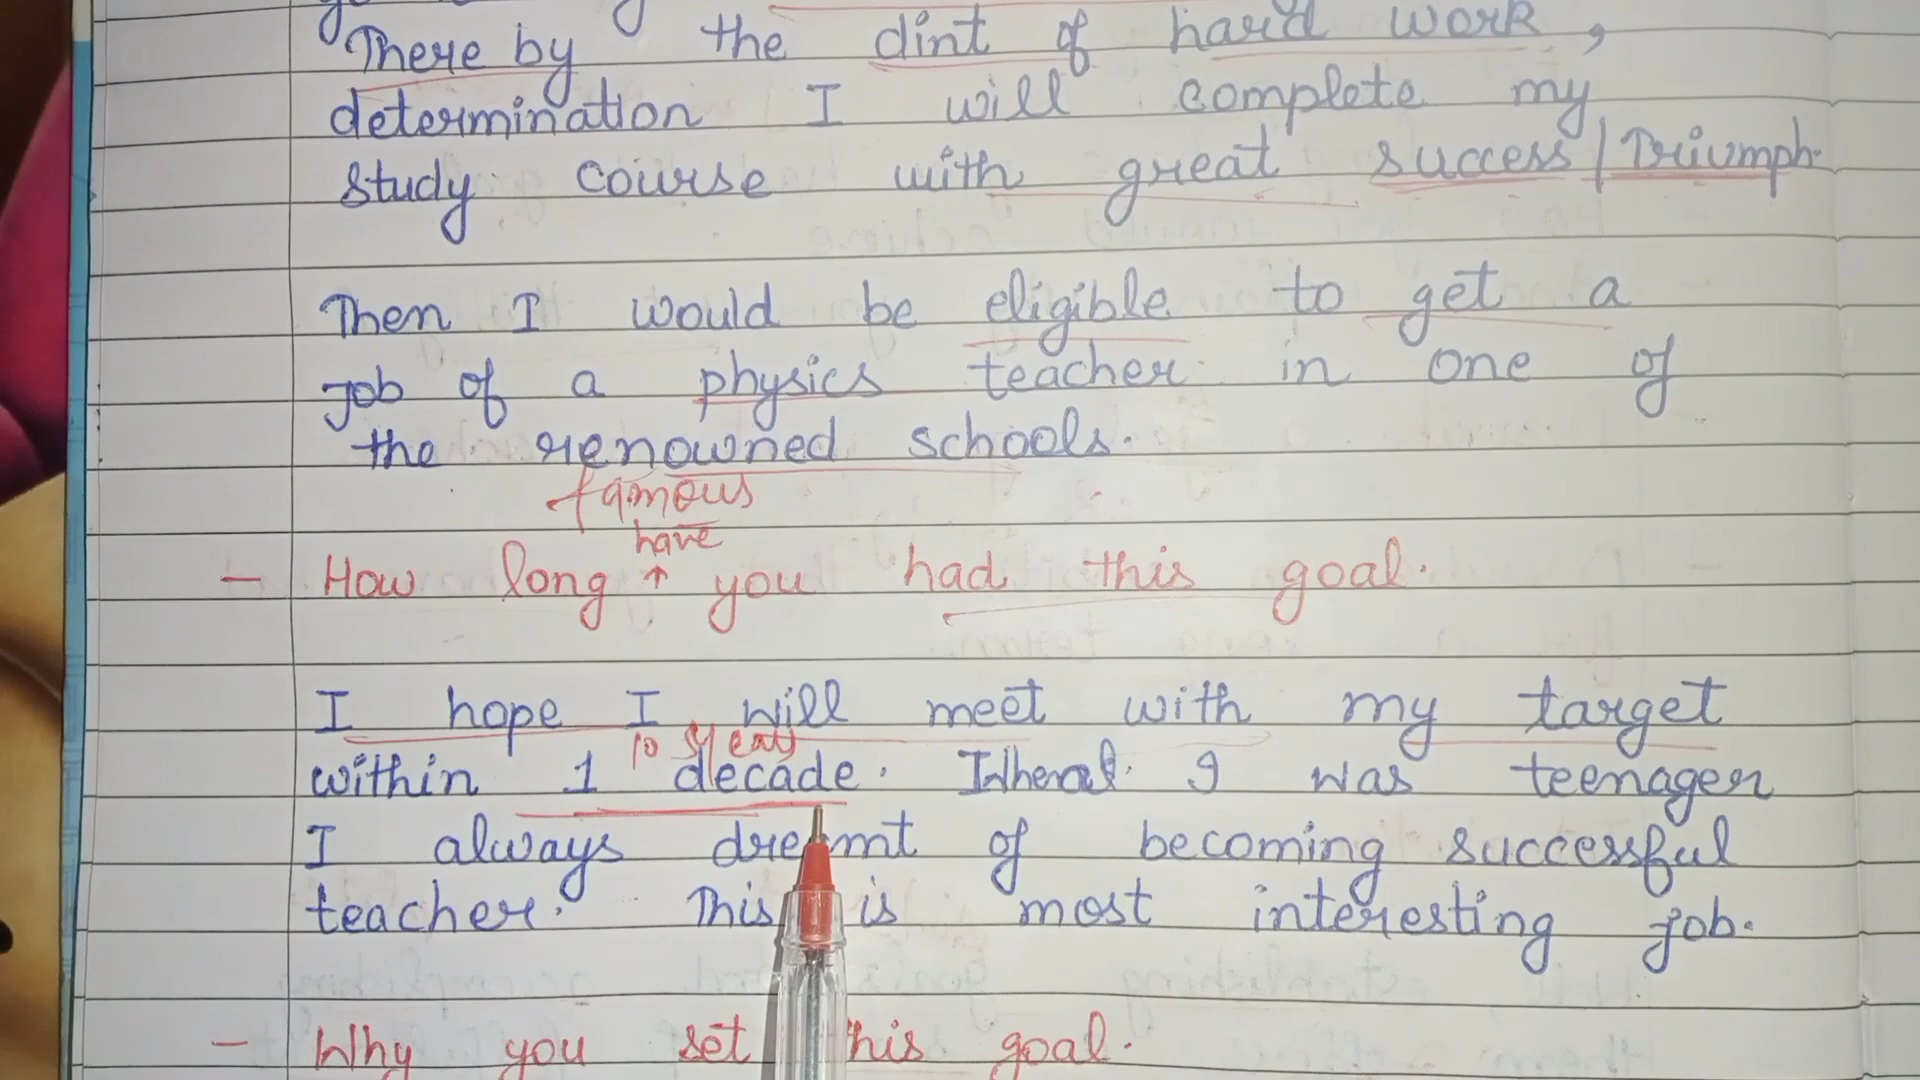 There by the dint of hard work,
determination I will complete my
study course with great success/Triumph.
Then I would be eligible to get a
job of a physics teacher in one of
the renowned schools.
famous
have
- How long ↑ you had this goal.
I hope I will meet with my target
10 years
within 1 decade. I was teenager
I always dreamt of becoming successful
teacher. This is most interesting job.
- Why you set this goal.